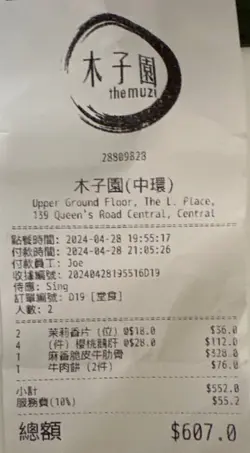 木子園
themuzi
28809828
木子園(中環)
Upper Ground Floor, The L. Place,
139 Queen's Road Central, Central
點餐時間: 2024-04-28 19:55:17
付款時間: 2024-04-28 21:05:26
付款員工: Joe
收據編號: 20240428195516D19
侍應: Sing
訂單編號: D19 [堂食]
人數: 2
2 茉莉香片 (位) @$18.0 $36.0
4 (件) 櫻桃鵝肝 @$28.0 $112.0
1 麻香脆皮牛肋骨 $328.0
1 牛肉餅 (2件) $76.0
小計 $552.0
服務費(10%) $55.2
總額 $607.0